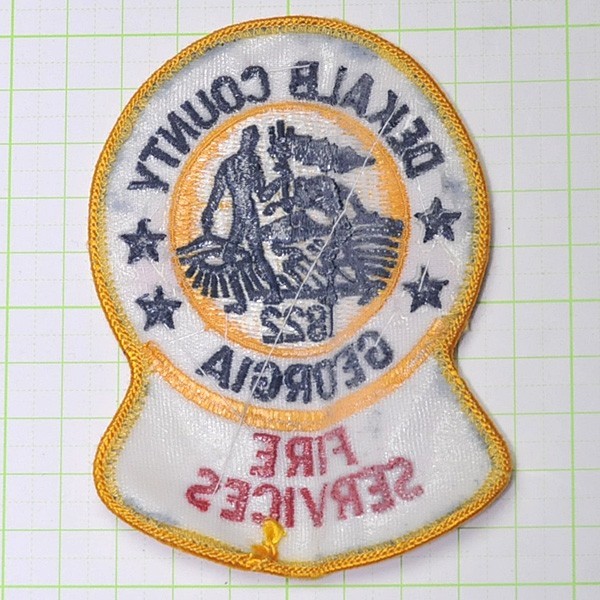 DEKALB COUNTY
1822
GEORGIA
FIRE
SERVICES